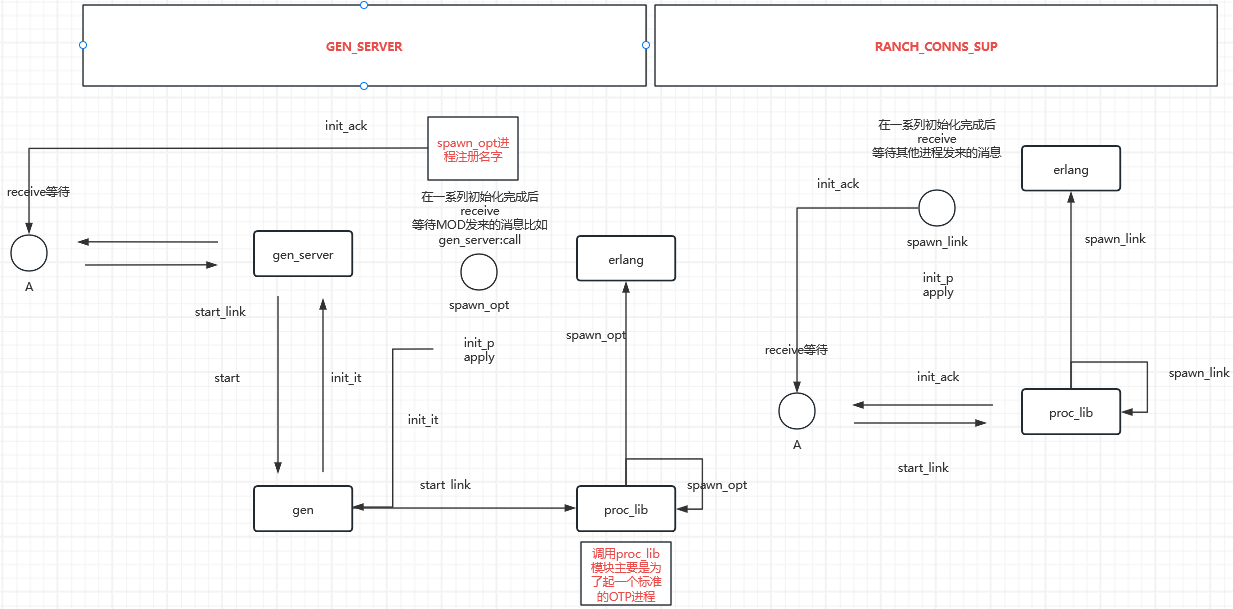 GEN_SERVER
RANCH_CONNS_SUP
init_ack
spawn_opt进
程注册名字
receive等待
A
gen_server
在一系列初始化完成后
receive
等待MOD发来的消息比如
gen_server:call
spawn_opt
init_p
apply
start_link
start
init_it
init_it
gen
start link
erlang
spawn_opt
spawn_opt
proc_lib
调用proc_lib
模块主要是为
了起一个标准
的OTP进程
在一系列初始化完成后
receive
等待其他进程发来的消息
init_ack
spawn_link
init_p
apply
receive等待
A
init_ack
start_link
erlang
spawn_link
spawn_link
proc_lib